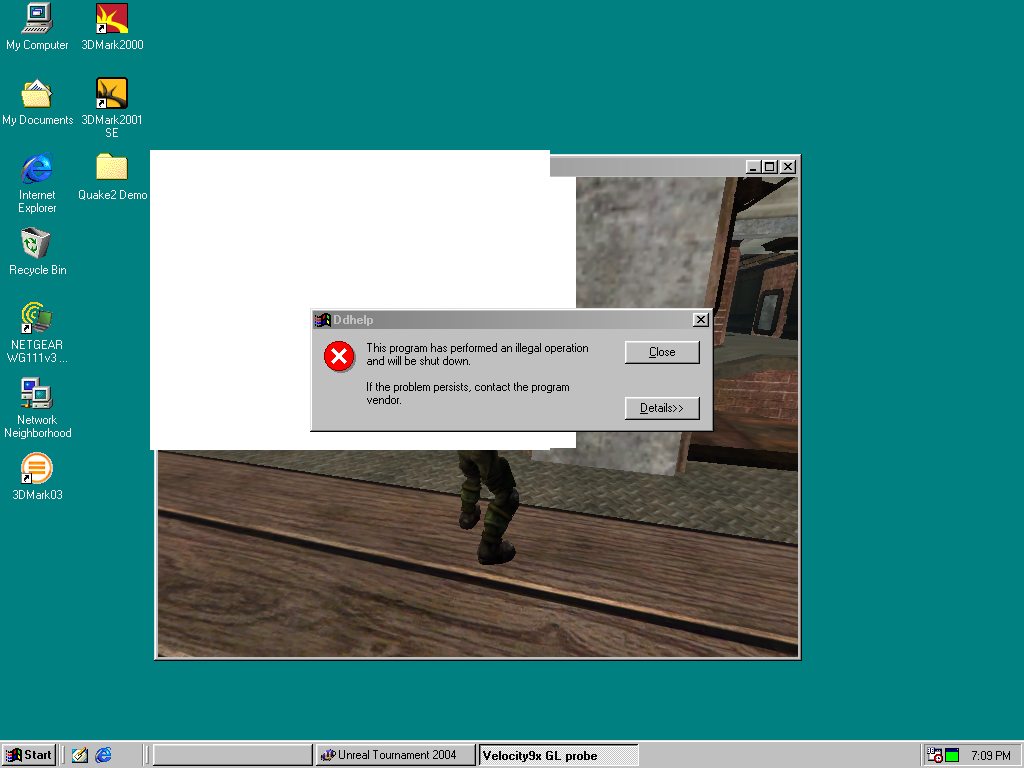 My Computer
3DMark2000
My Documents
3DMark2001
SE
Internet
Explorer
Quake2 Demo
Recycle Bin
NETGEAR
WG111v3 ...
Network
Neighborhood
3DMark03
Ddhelp
This program has performed an illegal operation
and will be shut down.
If the problem persists, contact the program
vendor.
Close
Details>>
Start
Unreal Tournament 2004
Velocity9x GL probe
7:09 PM